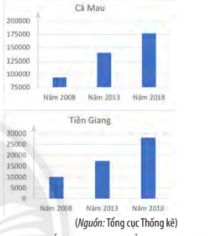 Cà Mau
200000
175000
150000
125000
100000
75000
Năm 2008 Năm 2013 Năm 2018
Tiền Giang
30000
25000
20000
15000
10000
5000
0
Năm 2008 Năm 2013 Năm 2018
(Nguồn: Tổng cục Thống kê)